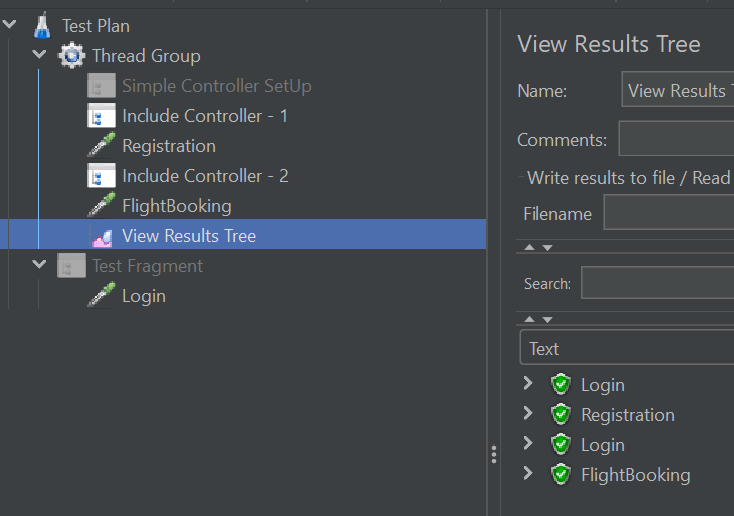 Test Plan
Thread Group
Simple Controller SetUp
Include Controller - 1
Registration
Include Controller - 2
FlightBooking
View Results Tree
Test Fragment
Login
View Results Tree
Name:
View Results
Comments:
Write results to file / Read
Filename
Search:
Text
Login
Registration
Login
FlightBooking